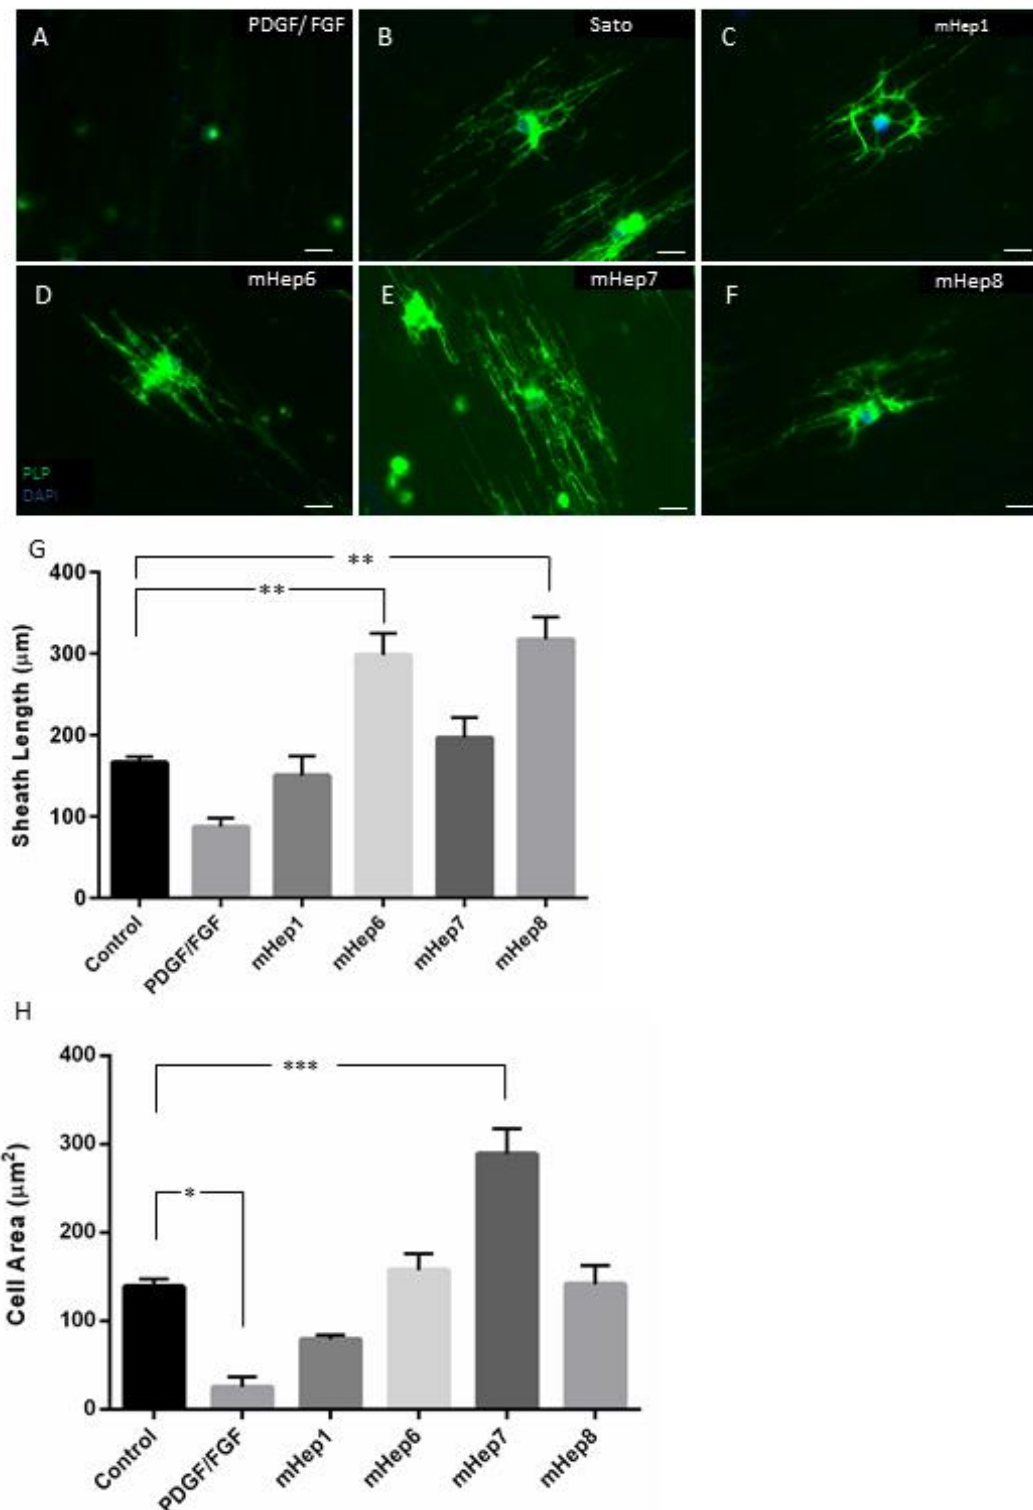 A PDGF/ FGF
B Sato
C mHep1
D mHep6
E mHep7
F mHep8
PLP
DAPI
G
** 
**
Sheath Length (μm)
400
300
200
100
0
Control
PDGF/FGF
mHep1
mHep6
mHep7
mHep8
H
***
*
Cell Area (μm²)
400
300
200
100
0
Control
PDGF/FGF
mHep1
mHep6
mHep7
mHep8